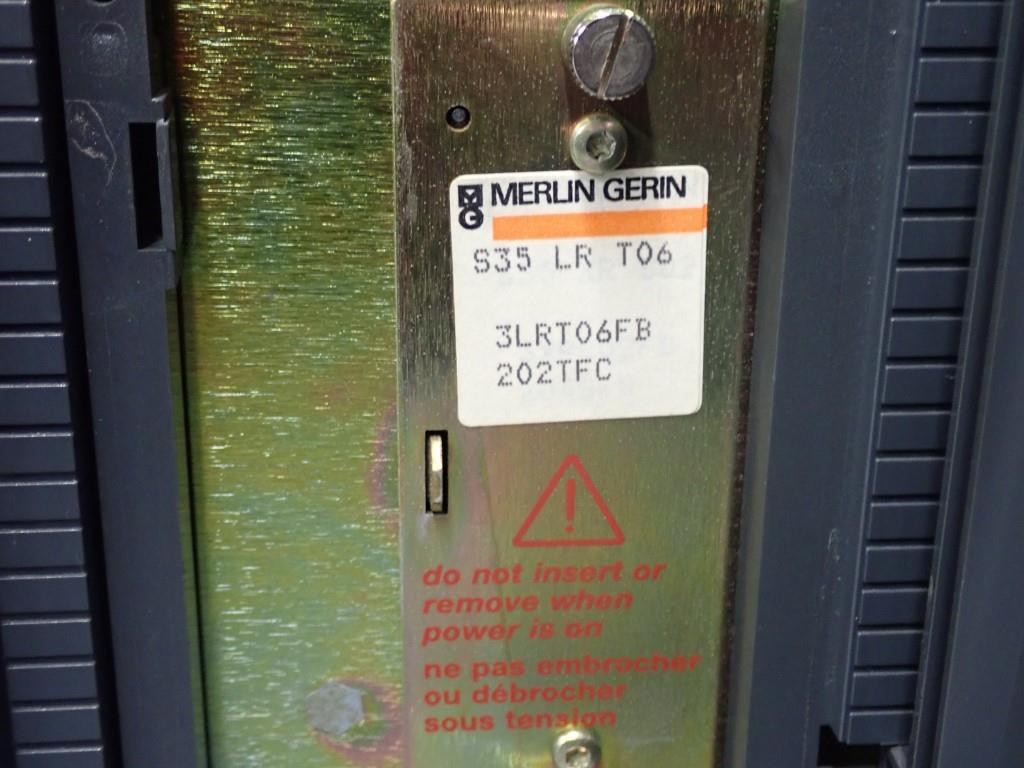 MG MERLIN GERIN
S35 LR T06
3LRT06FB
202TFC
!
do not insert or
remove when
power is on
ne pas embrocher
ou débrocher
sous tension